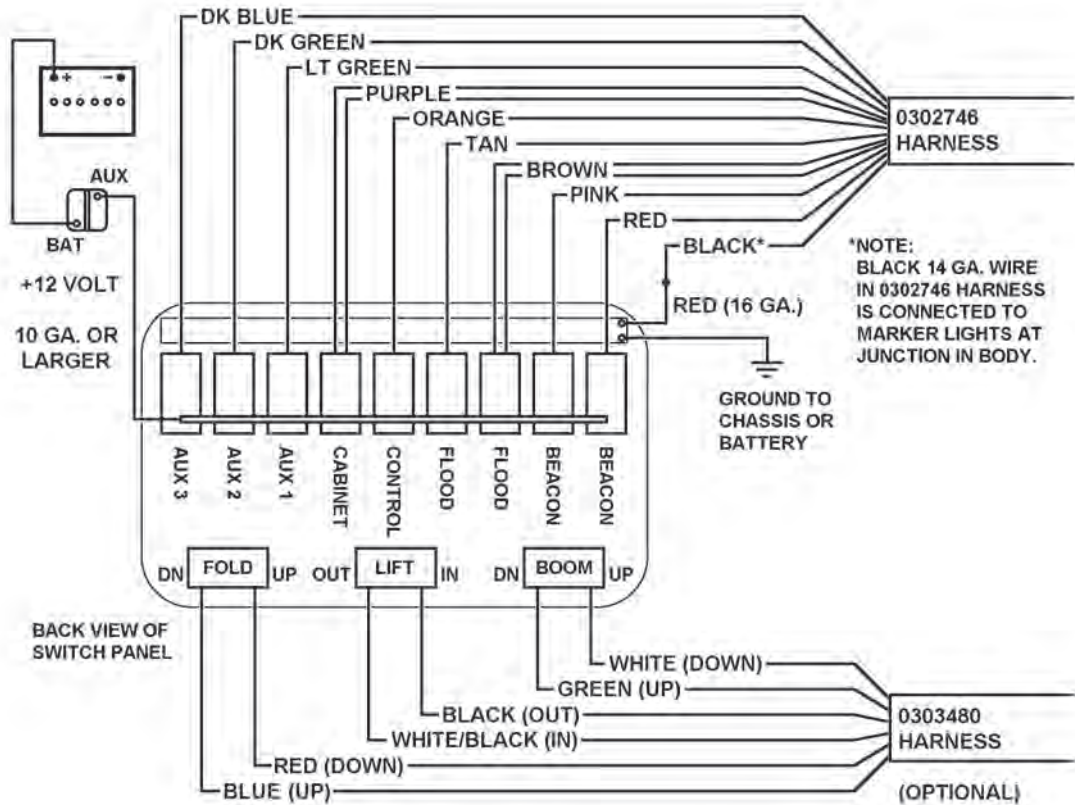 DK BLUE
DK GREEN
LT GREEN
PURPLE
ORANGE
TAN
BROWN
PINK
RED
BLACK*
RED (16 GA.)
0302746
HARNESS
*NOTE:
BLACK 14 GA. WIRE
IN 0302746 HARNESS
IS CONNECTED TO
MARKER LIGHTS AT
JUNCTION IN BODY.
+ −
AUX
BAT
+12 VOLT
10 GA. OR
LARGER
GROUND TO
CHASSIS OR
BATTERY
AUX 3
AUX 2
AUX 1
CABINET
CONTROL
FLOOD
FLOOD
BEACON
BEACON
DN FOLD UP
OUT LIFT IN
DN BOOM UP
BACK VIEW OF
SWITCH PANEL
WHITE (DOWN)
GREEN (UP)
BLACK (OUT)
WHITE/BLACK (IN)
RED (DOWN)
BLUE (UP)
0303480
HARNESS
(OPTIONAL)